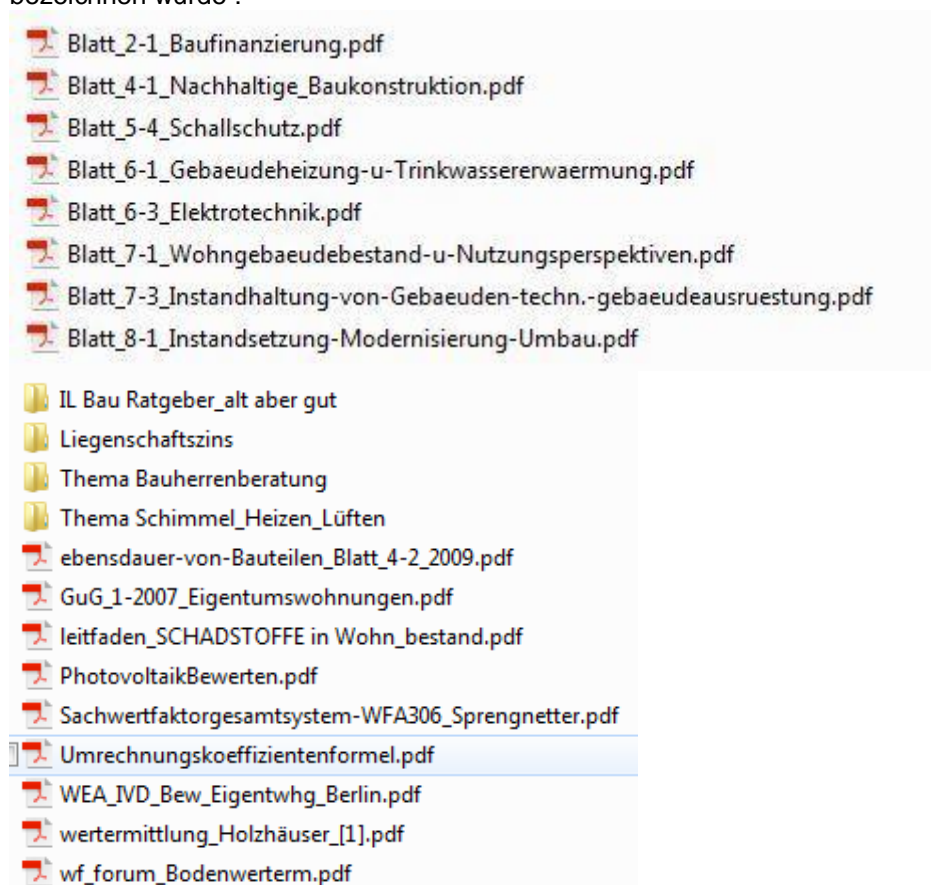 bezeichnen würde .
Blatt_2-1_Baufinanzierung.pdf
Blatt_4-1_Nachhaltige_Baukonstruktion.pdf
Blatt_5-4_Schallschutz.pdf
Blatt_6-1_Gebaeudeheizung-u-Trinkwassererwaermung.pdf
Blatt_6-3_Elektrotechnik.pdf
Blatt_7-1_Wohngebaeudebestand-u-Nutzungsperspektiven.pdf
Blatt_7-3_Instandhaltung-von-Gebaeuden-techn.-gebaeudeausruestung.pdf
Blatt_8-1_Instandsetzung-Modernisierung-Umbau.pdf
IL Bau Ratgeber_alt aber gut
Liegenschaftszins
Thema Bauherrenberatung
Thema Schimmel_Heizen_Lüften
ebensdauer-von-Bauteilen_Blatt_4-2_2009.pdf
GuG_1-2007_Eigentumswohnungen.pdf
leitfaden_SCHADSTOFFE in Wohn_bestand.pdf
PhotovoltaikBewerten.pdf
Sachwertfaktorgesamtsystem-WFA306_Sprengnetter.pdf
Umrechnungskoeffizientenformel.pdf
WEA_IVD_Bew_Eigentwhg_Berlin.pdf
wertermittlung_Holzhäuser_[1].pdf
wf_forum_Bodenwerterm.pdf